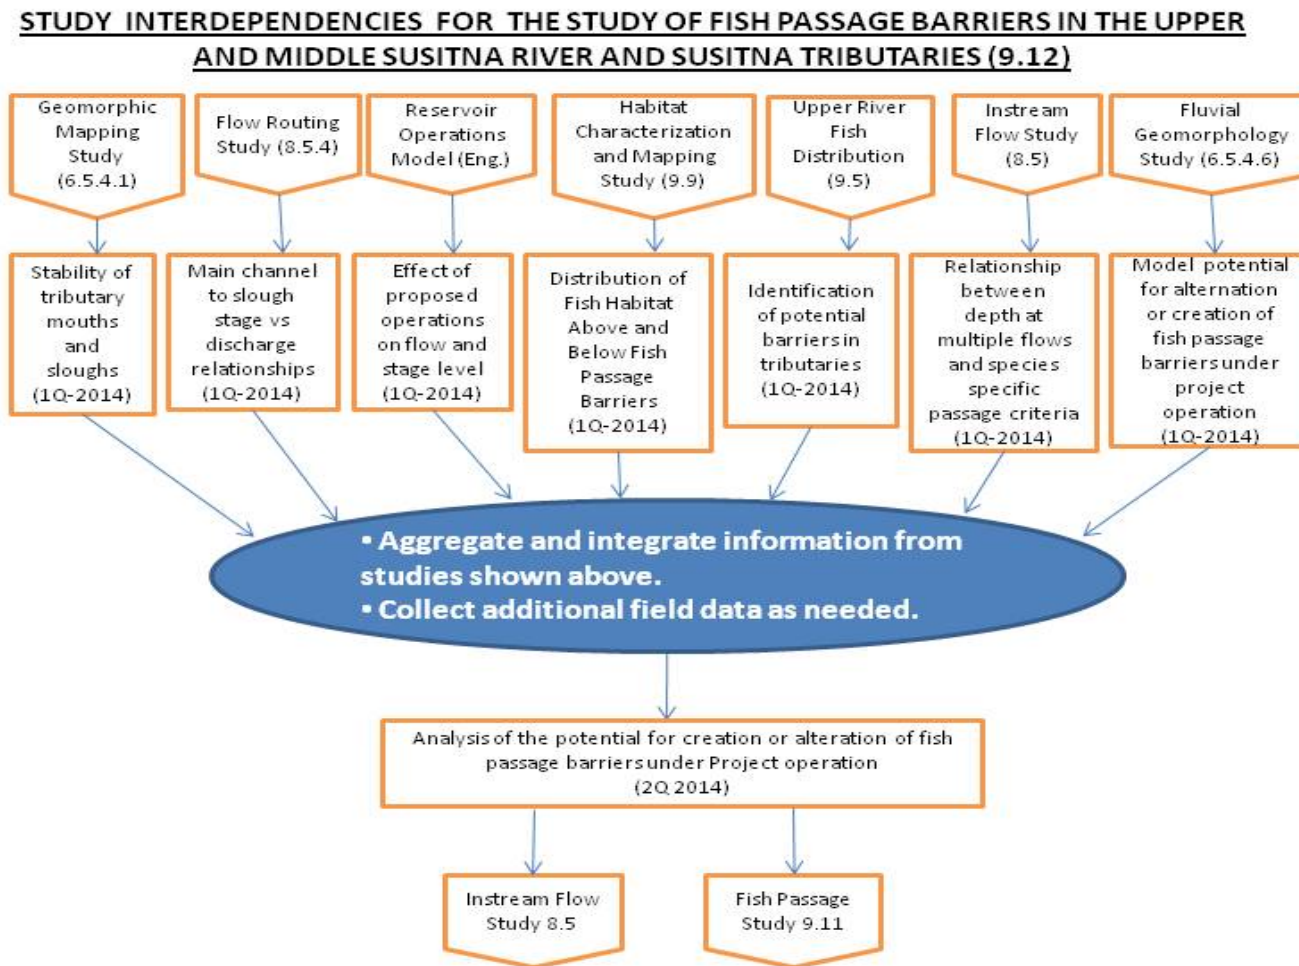 STUDY INTERDEPENDENCIES FOR THE STUDY OF FISH PASSAGE BARRIERS IN THE UPPER
AND MIDDLE SUSITNA RIVER AND SUSITNA TRIBUTARIES (9.12)
Geomorphic
Mapping
Study
(6.5.4.1)
Flow Routing
Study (8.5.4)
Reservoir
Operations
Model (Eng.)
Habitat
Characterization
and Mapping
Study (9.9)
Upper River
Fish
Distribution
(9.5)
Instream
Flow Study
(8.5)
Fluvial
Geomorphology
Study (6.5.4.6)
Stability of
tributary
mouths
and
sloughs
(1Q-2014)
Main channel
to slough
stage vs
discharge
relationships
(1Q-2014)
Effect of
proposed
operations
on flow and
stage level
(1Q-2014)
Distribution of
Fish Habitat
Above and
Below Fish
Passage
Barriers
(1Q-2014)
Identification
of potential
barriers in
tributaries
(1Q-2014)
Relationship
between
depth at
multiple flows
and species
specific
passage criteria
(1Q-2014)
Model potential
for alternation
or creation of
fish passage
barriers under
project
operation
(1Q-2014)
• Aggregate and integrate information from
studies shown above.
• Collect additional field data as needed.
Analysis of the potential for creation or alteration of fish
passage barriers under Project operation
(2Q 2014)
Instream Flow
Study 8.5
Fish Passage
Study 9.11